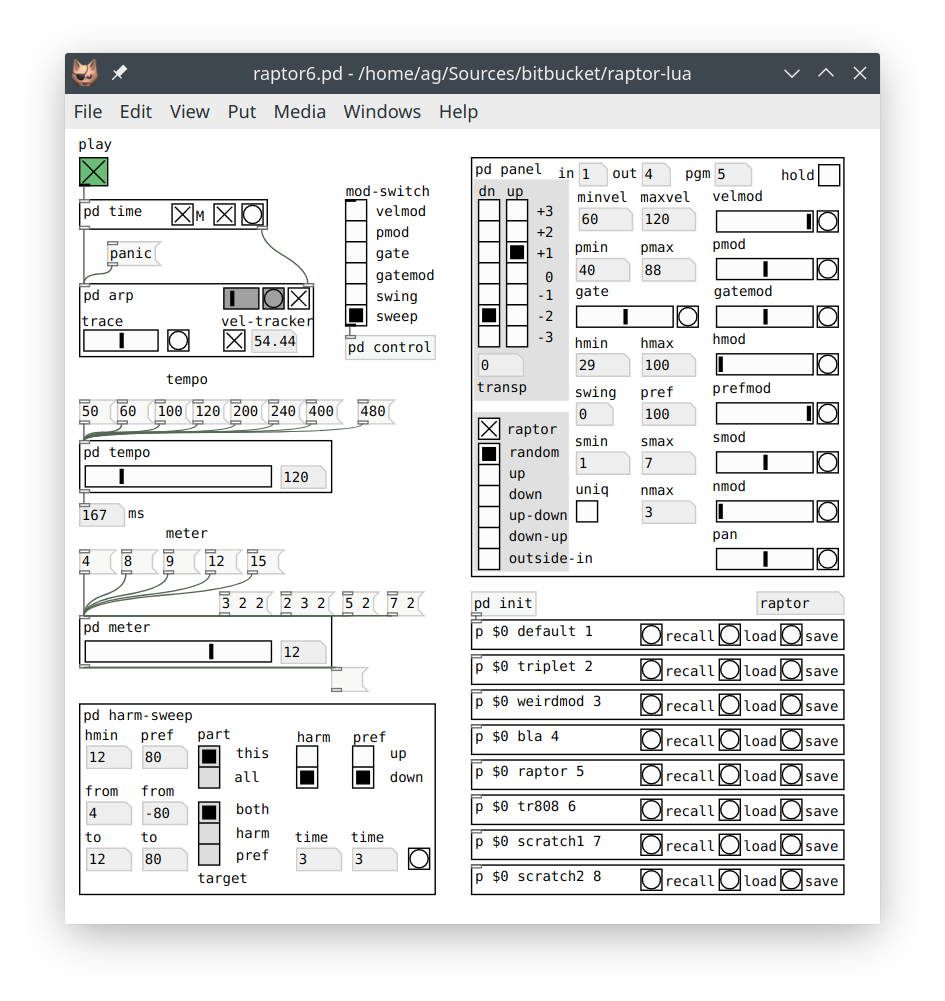 raptor6.pd - /home/ag/Sources/bitbucket/raptor-lua
File Edit View Put Media Windows Help
play
pd time M
panic
pd arp
trace vel-tracker
54.44
mod-switch
velmod
pmod
gate
gatemod
swing
sweep
pd control
tempo
50 60 100 120 200 240 400 480
pd tempo
120
167 ms
meter
4 8 9 12 15
3 2 2 2 3 2 5 2 7 2
pd meter
12
pd harm-sweep
hmin pref part harm pref
12 80 this up
all down
from from
4 -80 both
harm
to to time time
12 80 pref 3 3
target
pd panel in 1 out 4 pgm 5 hold
dn up
+3
+2
+1
0
-1
-2
-3
0
transp
raptor
random
up
down
up-down
down-up
outside-in
minvel maxvel velmod
60 120
pmin pmax pmod
40 88
gate gatemod
hmin hmax hmod
29 100
swing pref prefmod
0 100
smin smax smod
1 7
uniq nmax nmod
3
pan
pd init raptor
p $0 default 1 recall load save
p $0 triplet 2 recall load save
p $0 weirdmod 3 recall load save
p $0 bla 4 recall load save
p $0 raptor 5 recall load save
p $0 tr808 6 recall load save
p $0 scratch1 7 recall load save
p $0 scratch2 8 recall load save